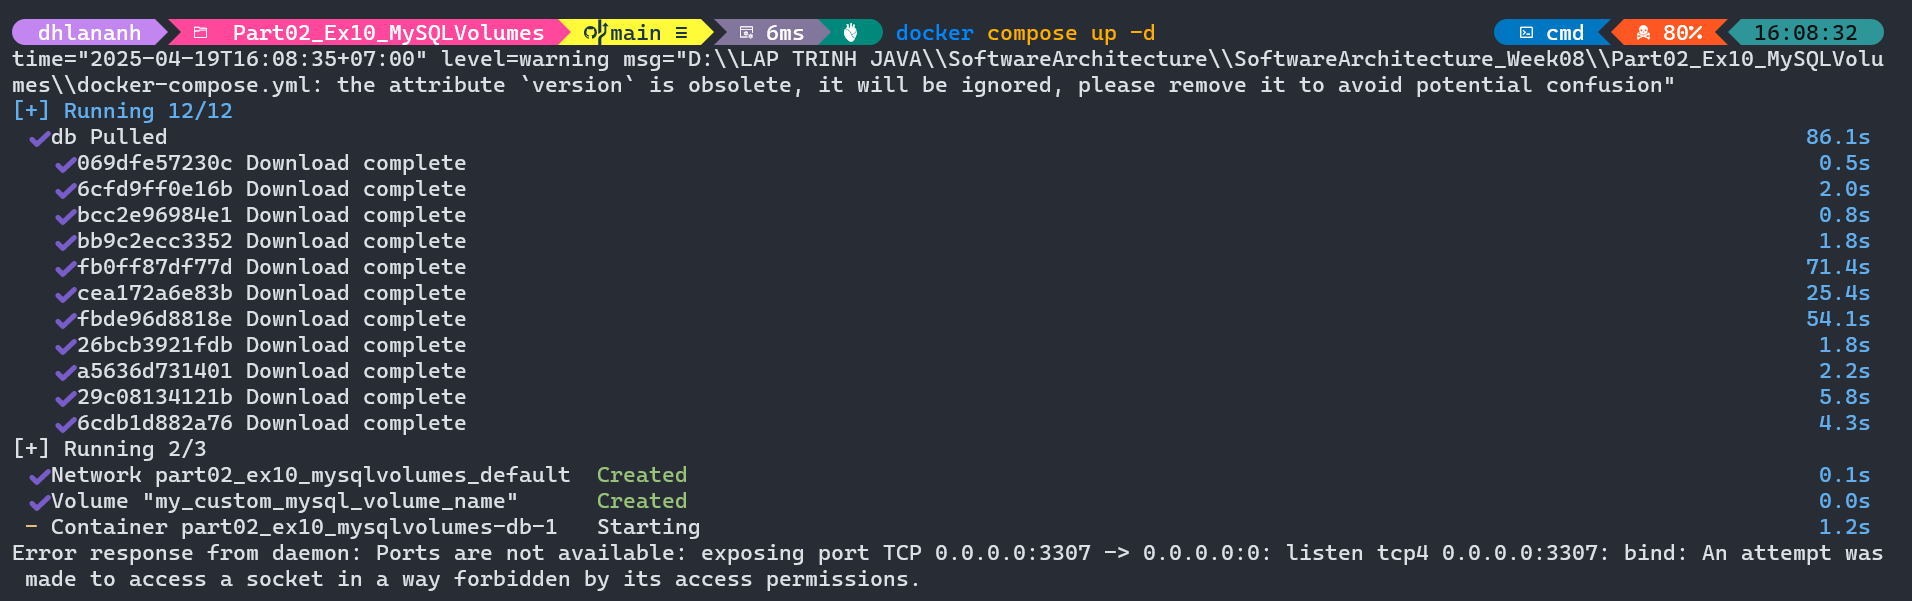 dhlananh Part02_Ex10_MySQLVolumes main ≡ 6ms docker compose up -d cmd 80% 16:08:32
time="2025-04-19T16:08:35+07:00" level=warning msg="D:\\LAP TRINH JAVA\\SoftwareArchitecture\\SoftwareArchitecture_Week08\\Part02_Ex10_MySQLVolu
mes\\docker-compose.yml: the attribute `version` is obsolete, it will be ignored, please remove it to avoid potential confusion"
[+] Running 12/12
✔db Pulled 86.1s
✔069dfe57230c Download complete 0.5s
✔6cfd9ff0e16b Download complete 2.0s
✔bcc2e96984e1 Download complete 0.8s
✔bb9c2ecc3352 Download complete 1.8s
✔fb0ff87df77d Download complete 71.4s
✔cea172a6e83b Download complete 25.4s
✔fbde96d8818e Download complete 54.1s
✔26bcb3921fdb Download complete 1.8s
✔a5636d731401 Download complete 2.2s
✔29c08134121b Download complete 5.8s
✔6cdb1d882a76 Download complete 4.3s
[+] Running 2/3
✔Network part02_ex10_mysqlvolumes_default Created 0.1s
✔Volume "my_custom_mysql_volume_name" Created 0.0s
- Container part02_ex10_mysqlvolumes-db-1 Starting 1.2s
Error response from daemon: Ports are not available: exposing port TCP 0.0.0.0:3307 -> 0.0.0.0:0: listen tcp4 0.0.0.0:3307: bind: An attempt was
made to access a socket in a way forbidden by its access permissions.